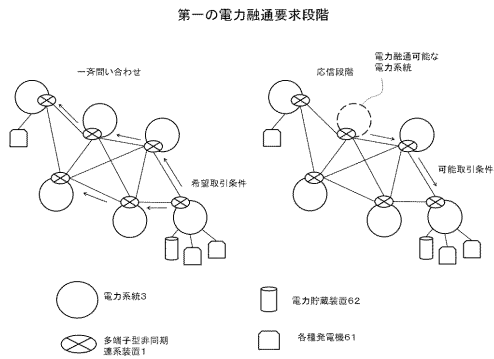 第一の電力融通要求段階
一斉問い合わせ
応信段階
電力融通可能な
電力系統
希望取引条件
可能取引条件
電力系統3
電力貯蔵装置62
多端子型非同期
連系装置1
各種発電機61